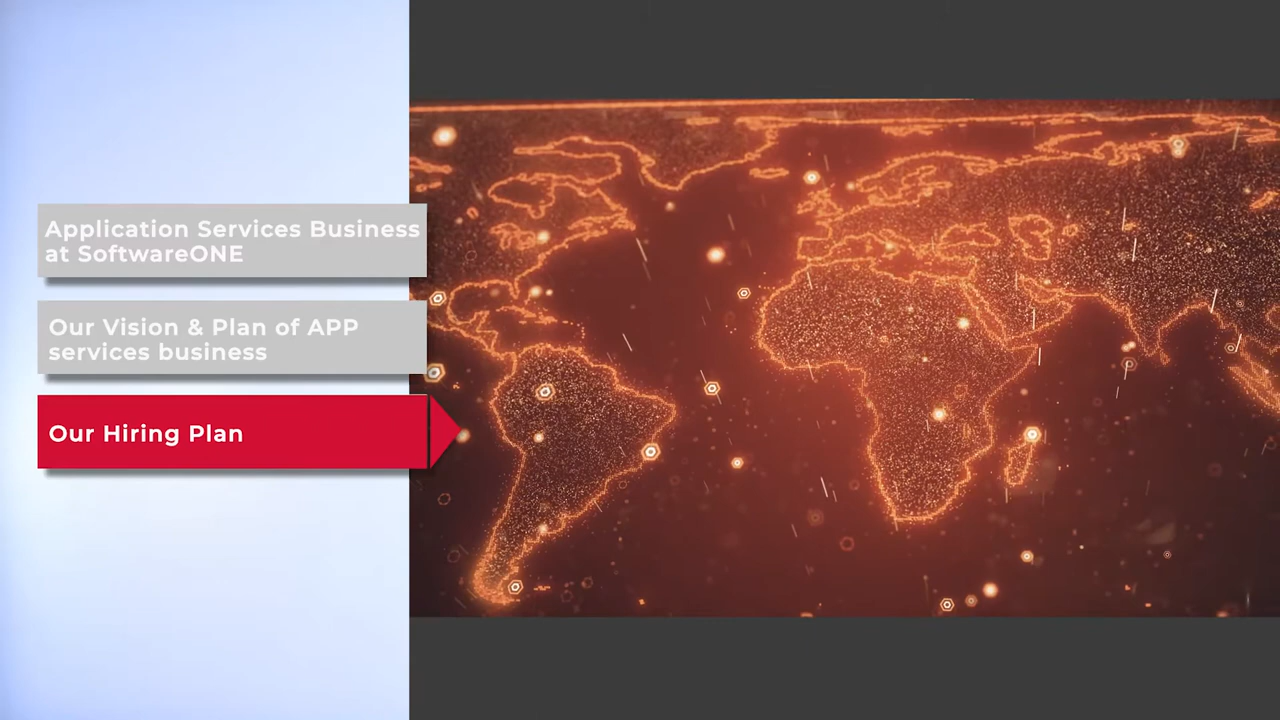 Application Services Business
at SoftwareONE
Our Vision & Plan of APP
services business
Our Hiring Plan